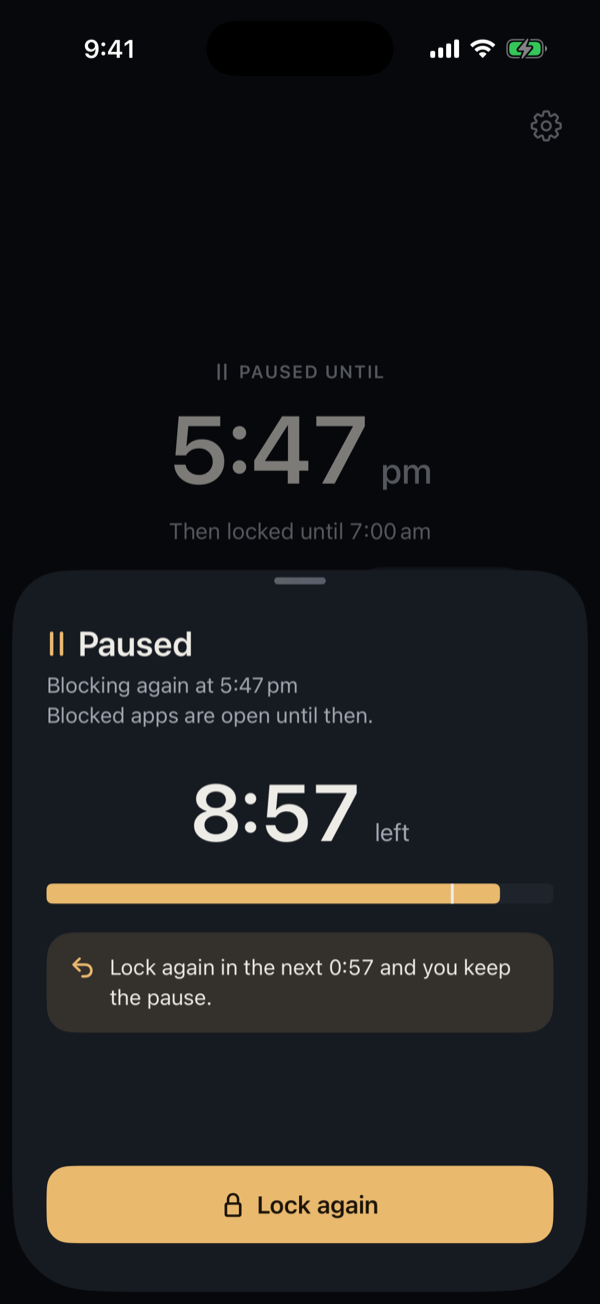 9:41
PAUSED UNTIL
5:47 pm
Then locked until 7:00 am
Paused
Blocking again at 5:47 pm
Blocked apps are open until then.
8:57 left
Lock again in the next 0:57 and you keep
the pause.
Lock again